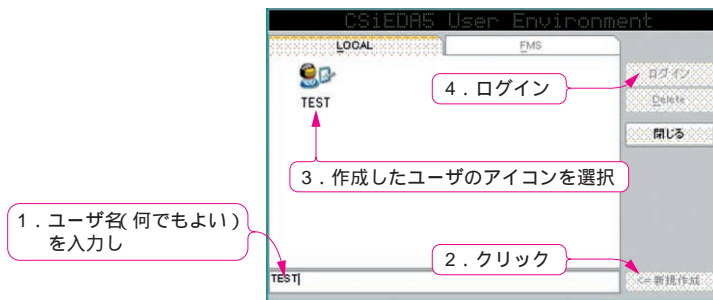 CSiEDA5 User Environment
LOCAL
FMS
TEST
ログイン
Delete
閉じる
4．ログイン
3．作成したユーザのアイコンを選択
1．ユーザ名(何でもよい)
を入力し
2．クリック
TEST
<= 新規作成